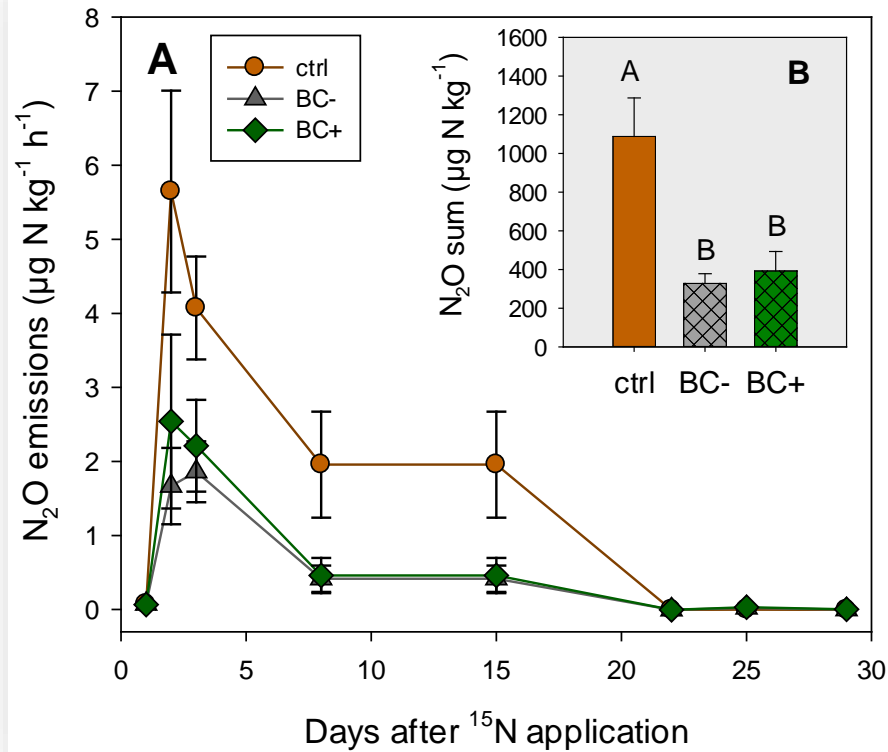 A
ctrl
BC-
BC+
N₂O emissions (µg N kg⁻¹ h⁻¹)
8
7
6
5
4
3
2
1
0
0 5 10 15 20 25 30
Days after ¹⁵N application
B
N₂O sum (µg N kg⁻¹)
1600
1400
1200
1000
800
600
400
200
0
A
B
B
ctrl BC- BC+